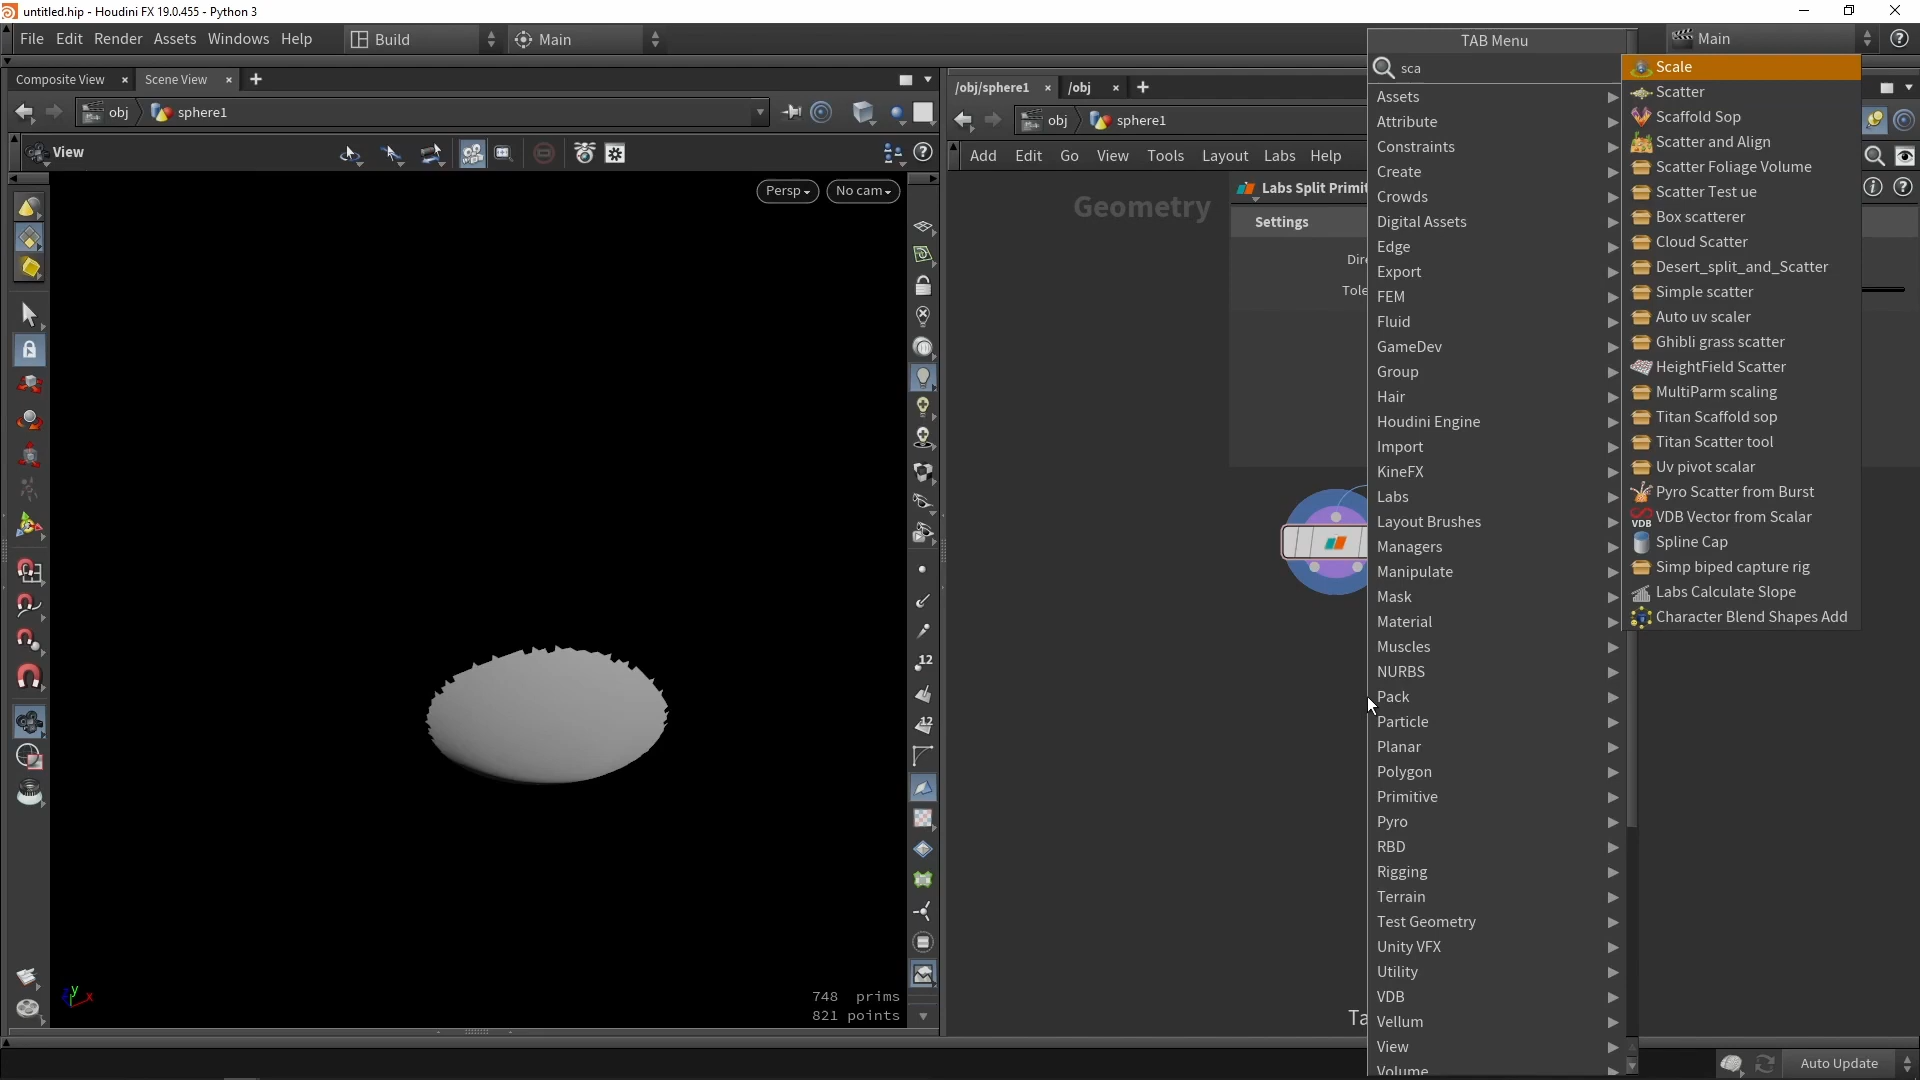 untitled.hip - Houdini FX 19.0.455 - Python 3
File Edit Render Assets Windows Help Build Main
Main
Composite View × Scene View × +
obj sphere1
View
Persp No cam
12
12
748 prims
821 points
/obj/sphere1 × /obj × +
obj sphere1
Add Edit Go View Tools Layout Labs Help
Geometry
Labs Split Primit
Settings
Dire
Tole
Ta
TAB Menu
sca
Assets
Attribute
Constraints
Create
Crowds
Digital Assets
Edge
Export
FEM
Fluid
GameDev
Group
Hair
Houdini Engine
Import
KineFX
Labs
Layout Brushes
Managers
Manipulate
Mask
Material
Muscles
NURBS
Pack
Particle
Planar
Polygon
Primitive
Pyro
RBD
Rigging
Terrain
Test Geometry
Unity VFX
Utility
VDB
Vellum
View
Volume
Scale
Scatter
Scaffold Sop
Scatter and Align
Scatter Foliage Volume
Scatter Test ue
Box scatterer
Cloud Scatter
Desert_split_and_Scatter
Simple scatter
Auto uv scaler
Ghibli grass scatter
HeightField Scatter
MultiParm scaling
Titan Scaffold sop
Titan Scatter tool
Uv pivot scalar
Pyro Scatter from Burst
VDB VDB Vector from Scalar
Spline Cap
Simp biped capture rig
Labs Calculate Slope
Character Blend Shapes Add
Auto Update